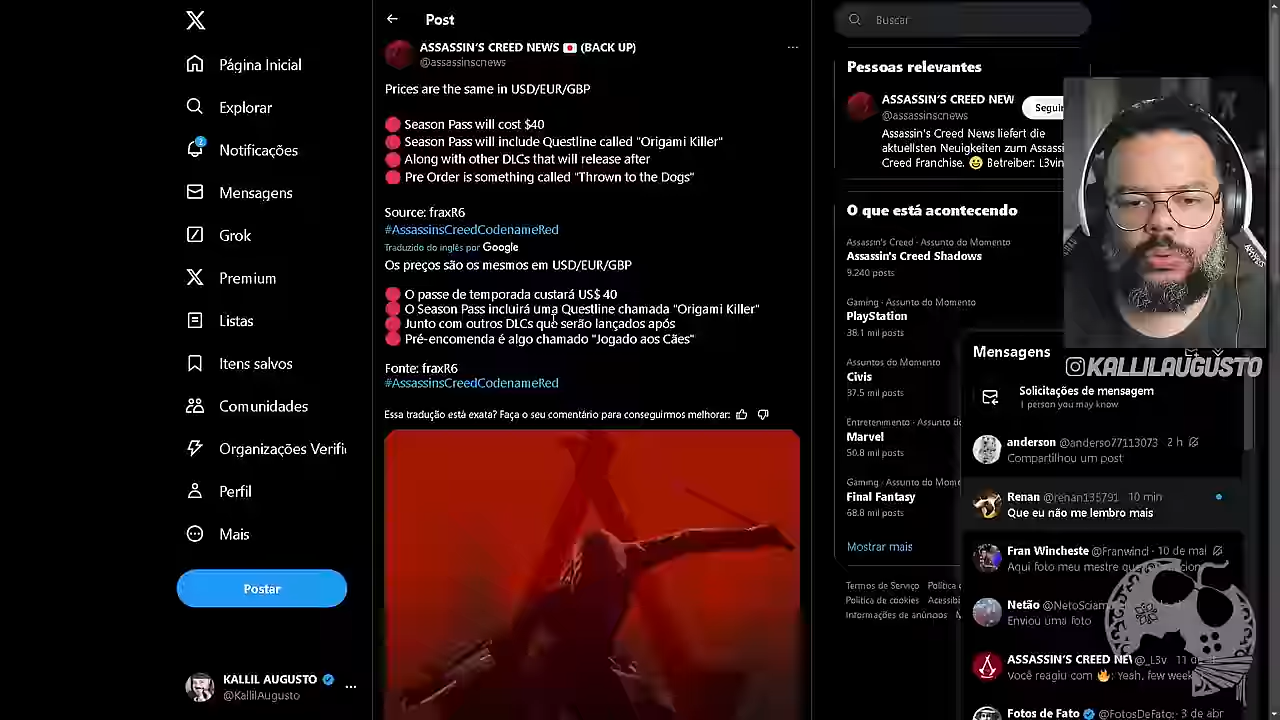 Página Inicial
Explorar
2
Notificações
Mensagens
Grok
Premium
Listas
Itens salvos
Comunidades
Organizações Verifi
Perfil
Mais
Postar
KALLIL AUGUSTO
@KallilAugusto
Post
ASSASSIN'S CREED NEWS (BACK UP)
@assassinscnews
Prices are the same in USD/EUR/GBP
Season Pass will cost $40
Season Pass will include Questline called "Origami Killer"
Along with other DLCs that will release after
Pre Order is something called "Thrown to the Dogs"
Source: fraxR6
#AssassinsCreedCodenameRed
Traduzido do inglês por Google
Os preços são os mesmos em USD/EUR/GBP
O passe de temporada custará US$ 40
O Season Pass incluirá uma Questline chamada "Origami Killer"
Junto com outros DLCs que serão lançados após
Pré-encomenda é algo chamado "Jogado aos Cães"
Fonte: fraxR6
#AssassinsCreedCodenameRed
Essa tradução está exata? Faça o seu comentário para conseguirmos melhorar:
Buscar
Pessoas relevantes
ASSASSIN'S CREED NEW
@assassinscnews
Seguir
Assassin's Creed News liefert die
aktuellsten Neuigkeiten zum Assassi
Creed Franchise. Betreiber: L3vin
O que está acontecendo
Assassin's Creed · Assunto do Momento
Assassin's Creed Shadows
9.240 posts
Gaming · Assunto do Momento
PlayStation
38.1 mil posts
Assuntos do Momento
Civis
37.5 mil posts
Entretenimento · Assunto do
Marvel
50.8 mil posts
Gaming · Assunto do Mome
Final Fantasy
68.8 mil posts
Mostrar mais
Termos de Serviço Política
Política de cookies Acessibi
Informações de anúncios
@KALLILAUGUSTO
Mensagens
Solicitações de mensagem
1 person you may know
anderson @anderso77113073 2 h
Compartilhou um post
Renan @renan135791 10 min
Que eu não me lembro mais
Fran Wincheste @Franwincl · 10 de mai
Aqui foto meu mestre
Netão @NetoSciam
Enviou uma foto
ASSASSIN'S CREED NE @_L3v 11 de
Você reagiu com : Yeah, few week
Fotos de Fato @FotosDeFato · 3 de abr